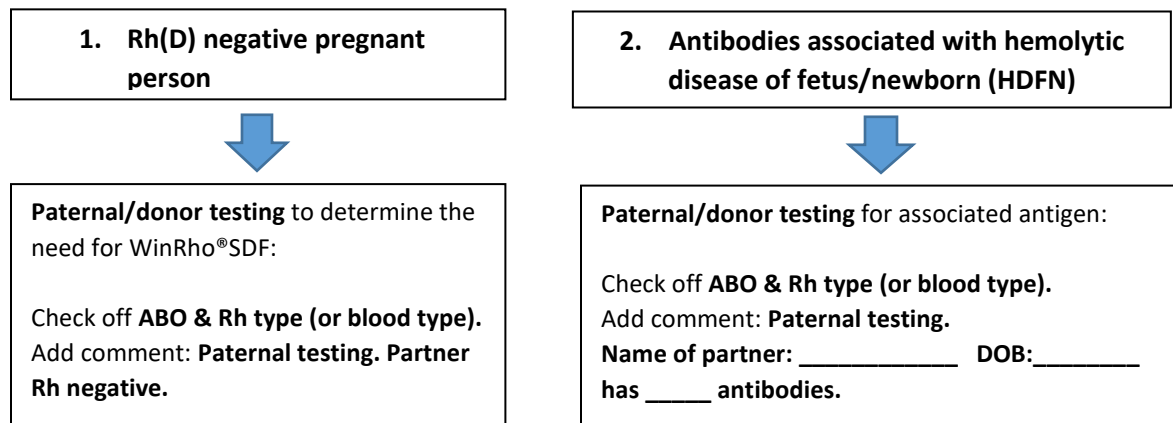 1. Rh(D) negative pregnant
person
2. Antibodies associated with hemolytic
disease of fetus/newborn (HDFN)
Paternal/donor testing to determine the
need for WinRho®SDF:
Check off ABO & Rh type (or blood type).
Add comment: Paternal testing. Partner
Rh negative.
Paternal/donor testing for associated antigen:
Check off ABO & Rh type (or blood type).
Add comment: Paternal testing.
Name of partner: ____________ DOB:________
has _____ antibodies.